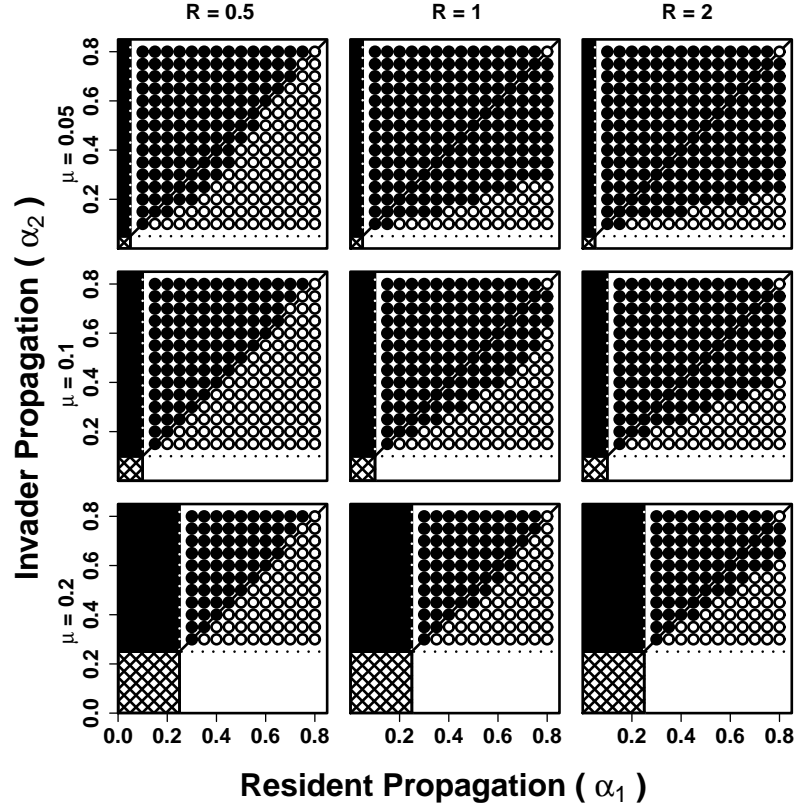 R = 0.5 R = 1 R = 2
μ = 0.05
0.2 0.4 0.6 0.8
μ = 0.1
0.2 0.4 0.6 0.8
μ = 0.2
0.0 0.2 0.4 0.6 0.8
Invader Propagation ( α2 )
0.0 0.2 0.4 0.6 0.8
0.2 0.4 0.6 0.8
0.2 0.4 0.6 0.8
Resident Propagation ( α1 )